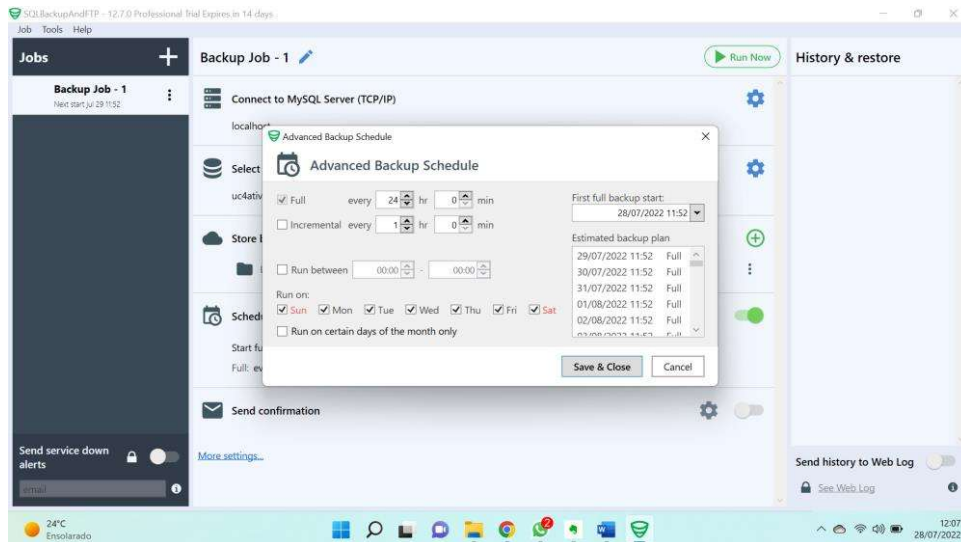 SQLBackupAndFTP - 12.7.0 Professional Trial Expires in 14 days
Job Tools Help
Jobs
Backup Job - 1
Run Now
History & restore
Backup Job - 1
Next start Jul 29 11:52
Connect to MySQL Server (TCP/IP)
localhost
Advanced Backup Schedule
Advanced Backup Schedule
Select
Full every 24 hr 0 min
First full backup start:
28/07/2022 11:52
Incremental every 1 hr 0 min
Estimated backup plan
29/07/2022 11:52 Full
30/07/2022 11:52 Full
31/07/2022 11:52 Full
01/08/2022 11:52 Full
02/08/2022 11:52 Full
03/08/2022 11:52 Full
Store
Run between 00:00 - 00:00
Run on:
Sun Mon Tue Wed Thu Fri Sat
Run on certain days of the month only
Start fu
Full:
Save & Close Cancel
Send confirmation
More settings...
Send service down alerts
email
Send history to Web Log
See Web Log
24°C
Ensolarado
2
12:07
28/07/2022